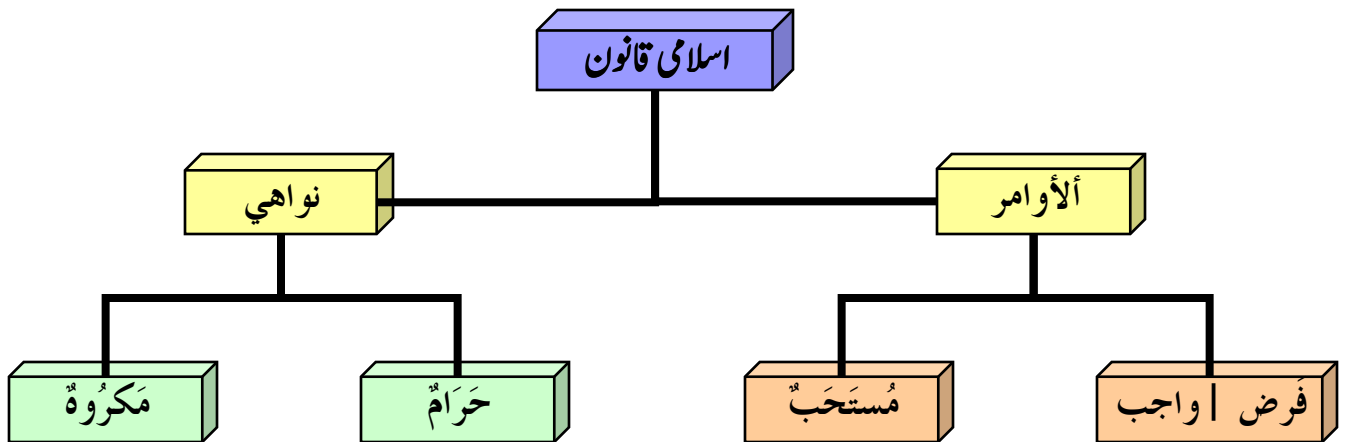 اسلامی قانون
ألأوامر
نواهي
فَرض | واجب
مُستَحَبٌ
حَرَامٌ
مَكرُوهٌ